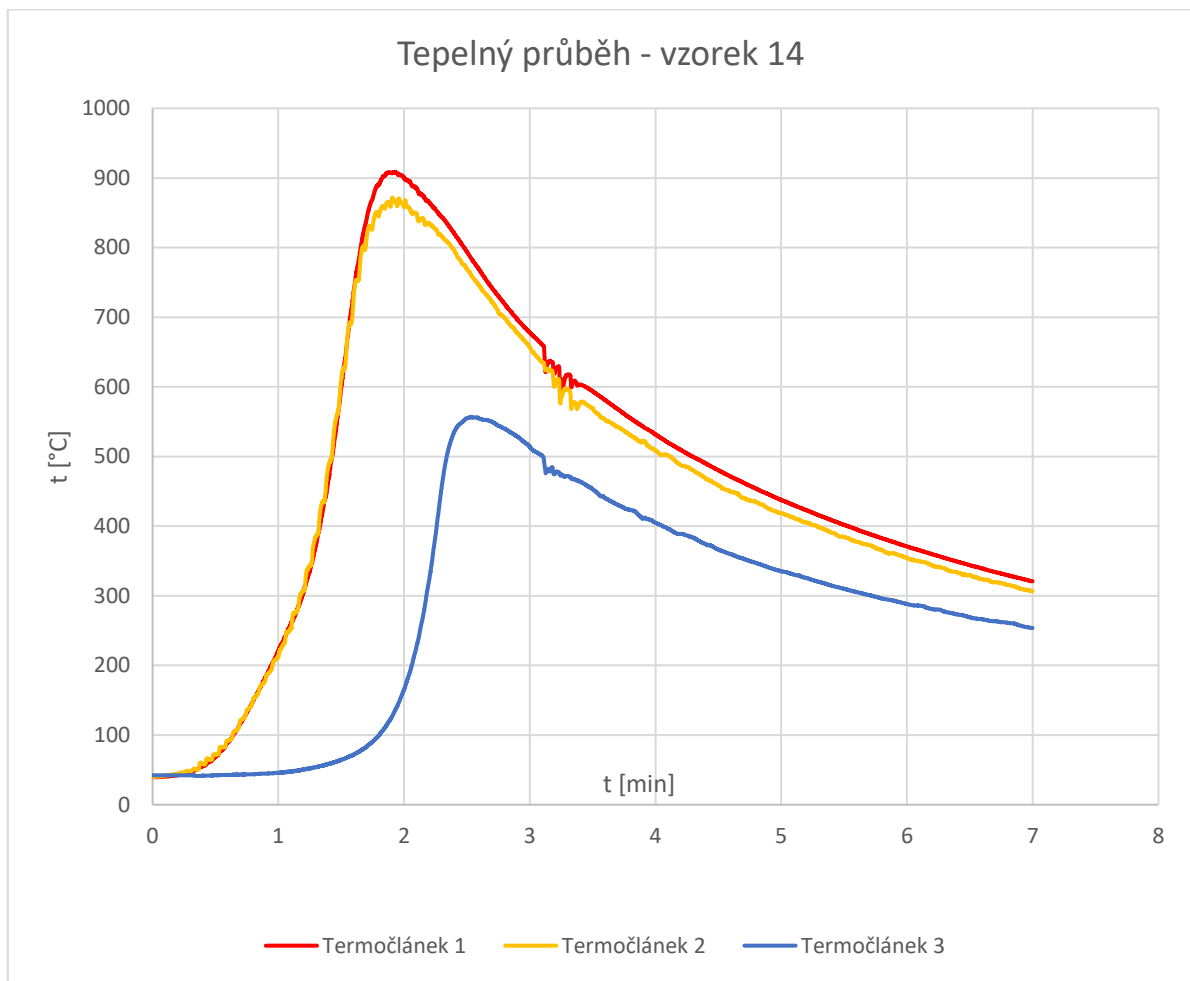 Tepelný průběh - vzorek 14
t [°C]
1000
900
800
700
600
500
400
300
200
100
0
t [min]
0 1 2 3 4 5 6 7 8
Termočlánek 1 Termočlánek 2 Termočlánek 3